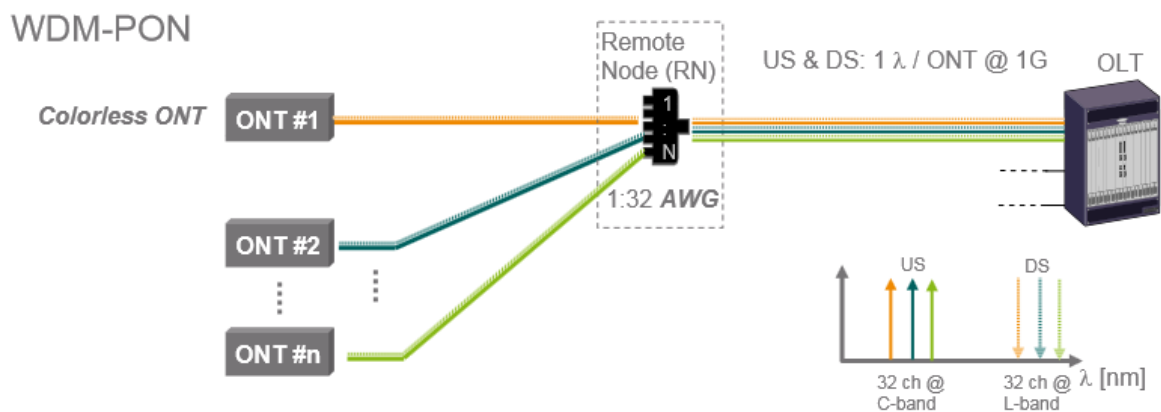 WDM-PON
Remote
Node (RN)
US & DS: 1 λ / ONT @ 1G
OLT
Colorless ONT
ONT #1
1
N
1:32 AWG
ONT #2
ONT #n
US
DS
32 ch @
C-band
32 ch @
L-band
λ [nm]